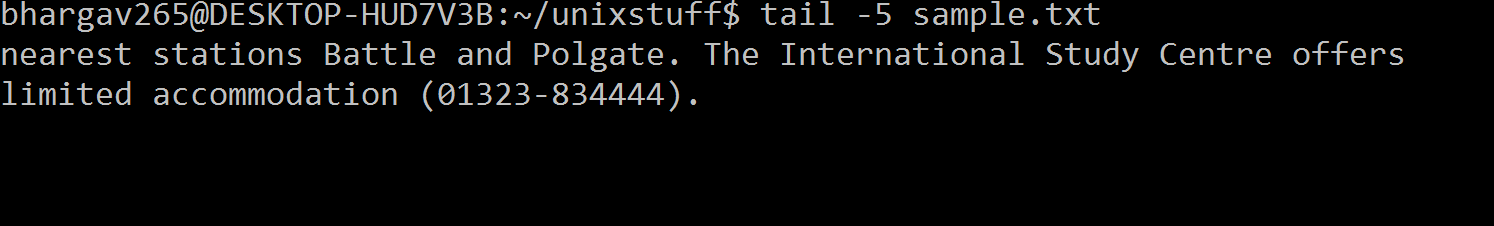 bhargav265@DESKTOP-HUD7V3B:~/unixstuff$ tail -5 sample.txt
nearest stations Battle and Polgate. The International Study Centre offers
limited accommodation (01323-834444).